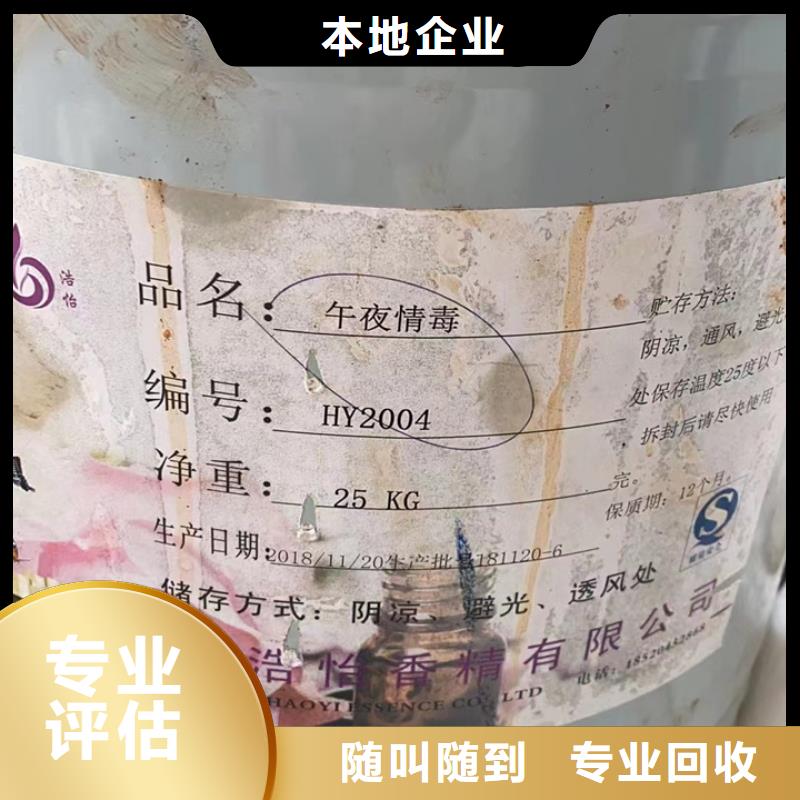 本地企业
浩怡
品名：午夜情毒
编号：HY2004
净重：25 KG
生产日期：2018/11/20生产批号181120-6
储存方式：阴凉、避光、透风处
贮存方法：
阴凉，通风，避光
处保存温度25度以下
，拆封后请尽快使用
完。
保质期：12个月。
浩怡香精有限公司
HAOYI ESSENCE CO., LTD
电话：18520432868
专业
评估
随叫随到 专业回收